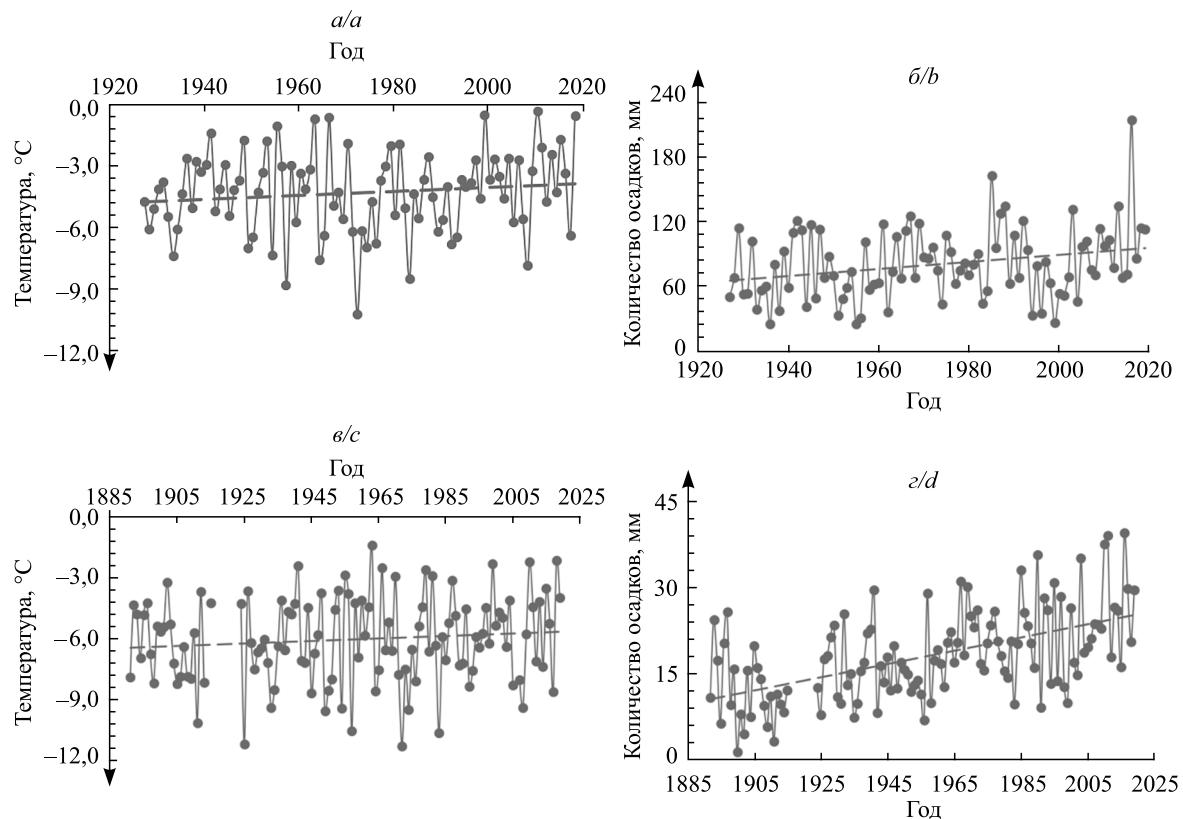 а/a
Год
1920 1940 1960 1980 2000 2020
Температура, °C
0,0
–3,0
–6,0
–9,0
–12,0
б/b
Количество осадков, мм
240
180
120
60
0
1920 1940 1960 1980 2000 2020
Год
в/c
Год
1885 1905 1925 1945 1965 1985 2005 2025
Температура, °C
0,0
–3,0
–6,0
–9,0
–12,0
г/d
Количество осадков, мм
45
30
15
0
1885 1905 1925 1945 1965 1985 2005 2025
Год